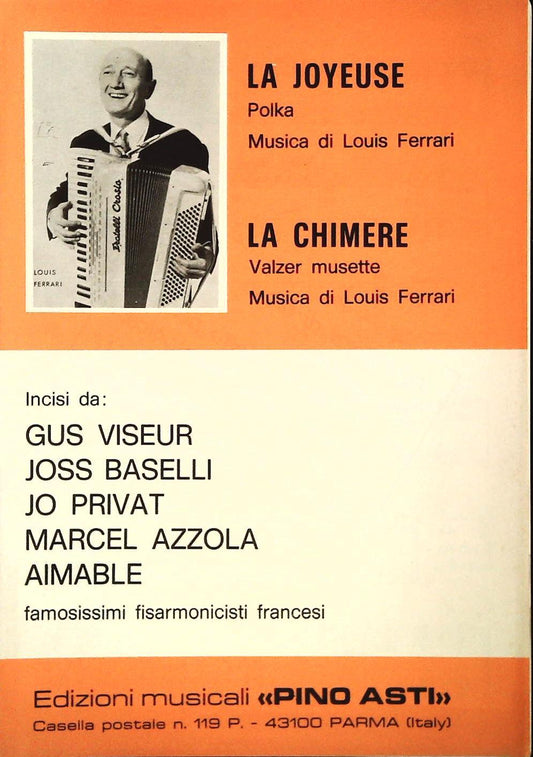 LA JOYEUSE
Polka
Musica di Louis Ferrari
Fratelli Crosio
LOUIS
FERRARI
LA CHIMERE
Valzer musette
Musica di Louis Ferrari
Incisi da:
GUS VISEUR
JOSS BASELLI
JO PRIVAT
MARCEL AZZOLA
AIMABLE
famosissimi fisarmonicisti francesi
Edizioni musicali «PINO ASTI»
Casella postale n. 119 P. - 43100 PARMA (Italy)